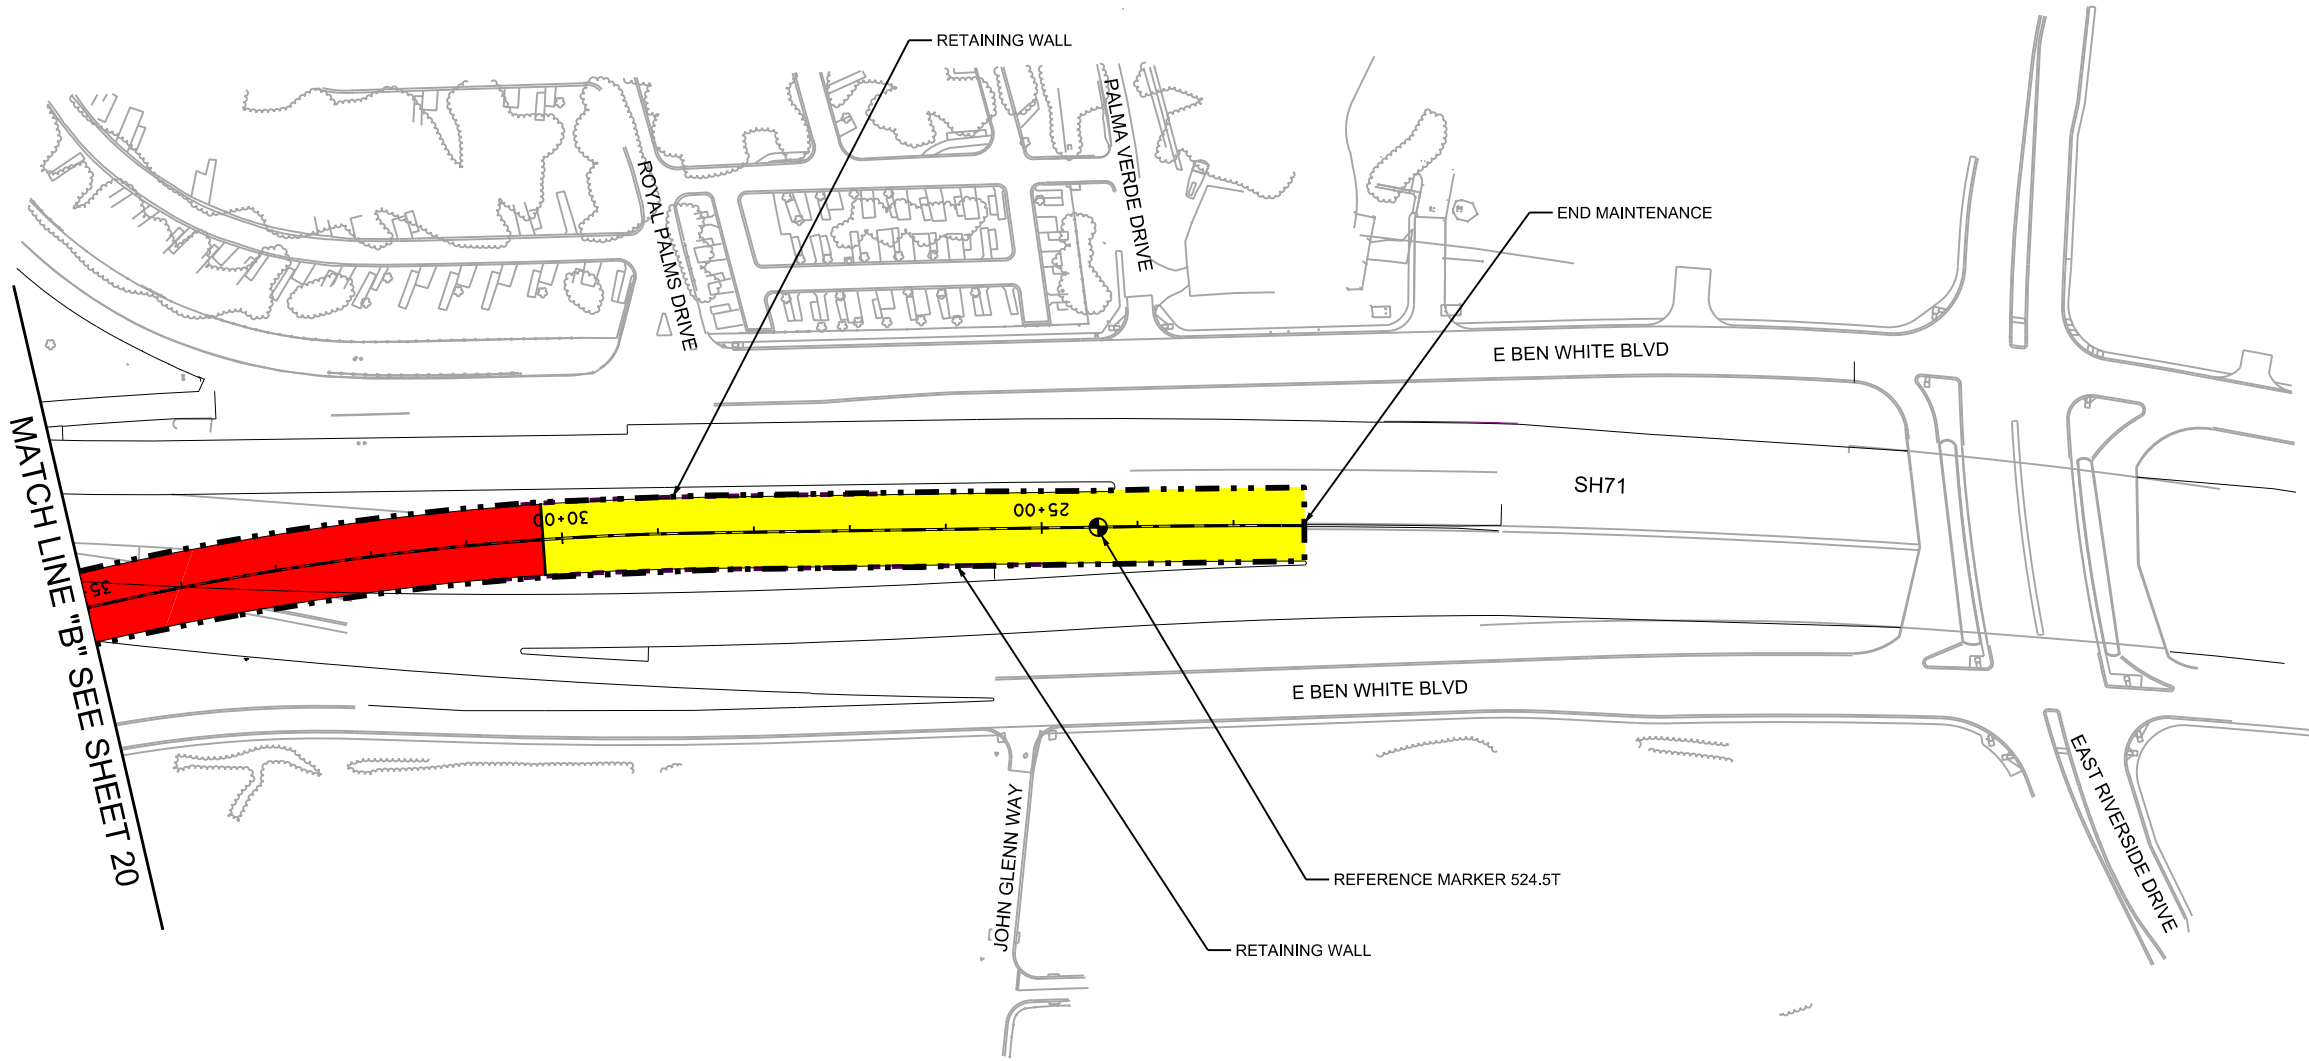 RETAINING WALL
PALMA VERDE DRIVE
ROYAL PALMS DRIVE
END MAINTENANCE
E BEN WHITE BLVD
MATCH LINE "B" SEE SHEET 20
SH71
30+00
25+00
35
E BEN WHITE BLVD
EAST RIVERSIDE DRIVE
JOHN GLENN WAY
REFERENCE MARKER 524.5T
RETAINING WALL